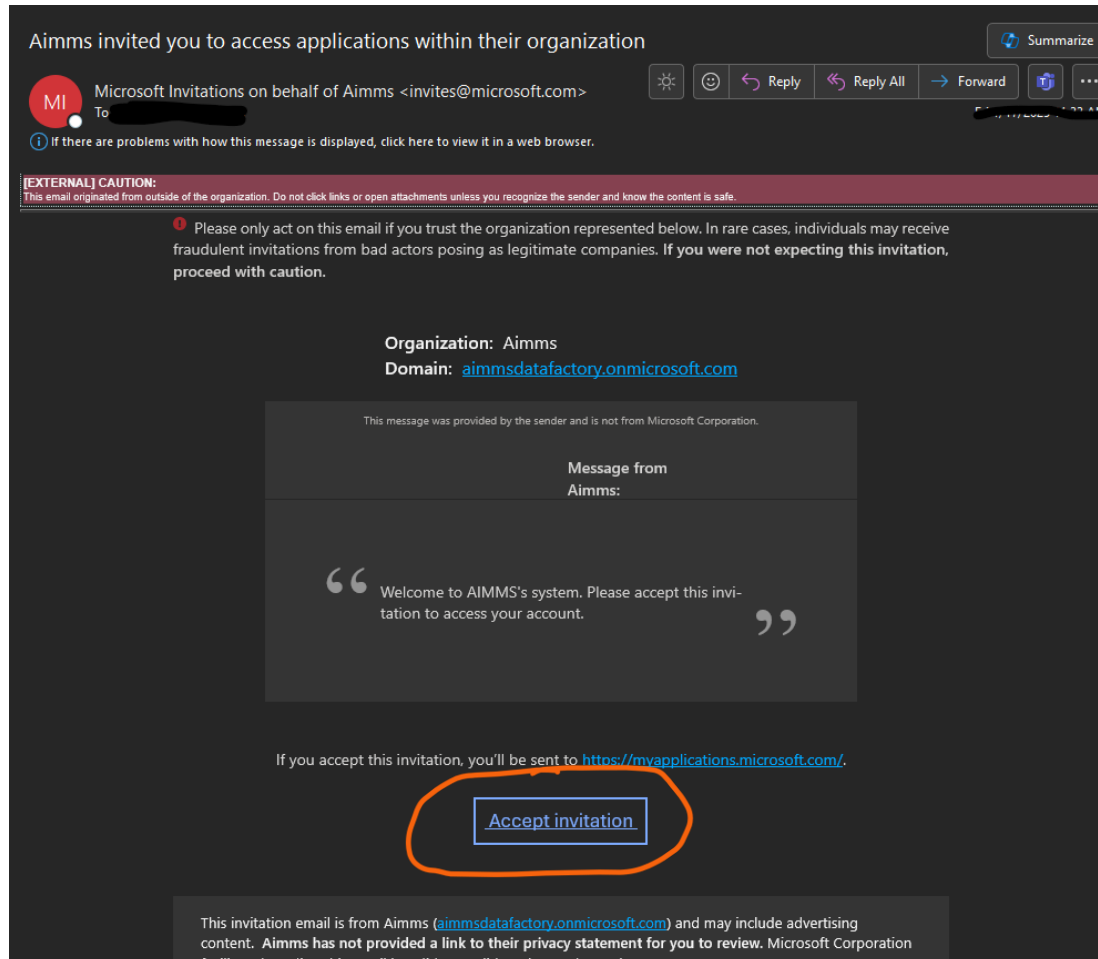 Aimms invited you to access applications within their organization
Summarize
MI
Microsoft Invitations on behalf of Aimms <invites@microsoft.com>
Reply
Reply All
Forward
To
If there are problems with how this message is displayed, click here to view it in a web browser.
[EXTERNAL] CAUTION:
This email originated from outside of the organization. Do not click links or open attachments unless you recognize the sender and know the content is safe.
Please only act on this email if you trust the organization represented below. In rare cases, individuals may receive
fraudulent invitations from bad actors posing as legitimate companies. If you were not expecting this invitation,
proceed with caution.
Organization: Aimms
Domain: aimmsdatafactory.onmicrosoft.com
This message was provided by the sender and is not from Microsoft Corporation.
Message from
Aimms:
“ Welcome to AIMMS's system. Please accept this invi-
tation to access your account. ”
If you accept this invitation, you'll be sent to https://myapplications.microsoft.com/.
Accept invitation
This invitation email is from Aimms (aimmsdatafactory.onmicrosoft.com) and may include advertising
content. Aimms has not provided a link to their privacy statement for you to review. Microsoft Corporation